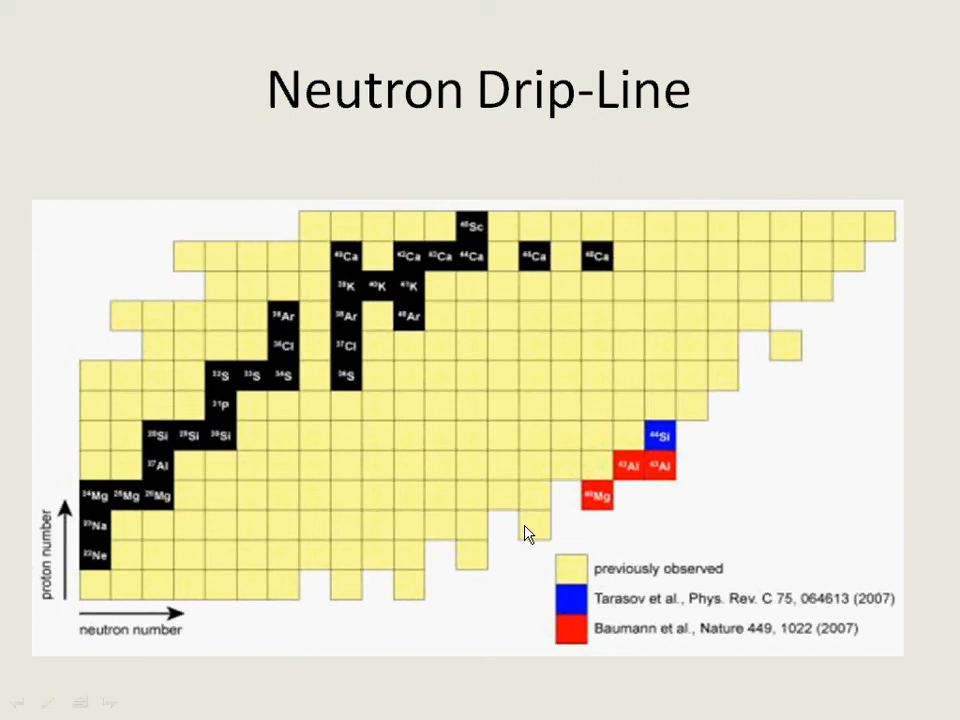 Neutron Drip-Line
⁴⁵Sc
⁴⁰Ca ⁴²Ca ⁴³Ca ⁴⁴Ca ⁴⁶Ca ⁴⁸Ca
³⁹K ⁴⁰K ⁴¹K
³⁶Ar ³⁸Ar ⁴⁰Ar
³⁵Cl ³⁷Cl
³²S ³³S ³⁴S ³⁶S
³¹P
²⁸Si ²⁹Si ³⁰Si ⁴⁴Si
²⁷Al ⁴²Al ⁴³Al
²⁴Mg ²⁵Mg ²⁶Mg ⁴⁰Mg
²³Na
²²Ne
proton number
neutron number
previously observed
Tarasov et al., Phys. Rev. C 75, 064613 (2007)
Baumann et al., Nature 449, 1022 (2007)